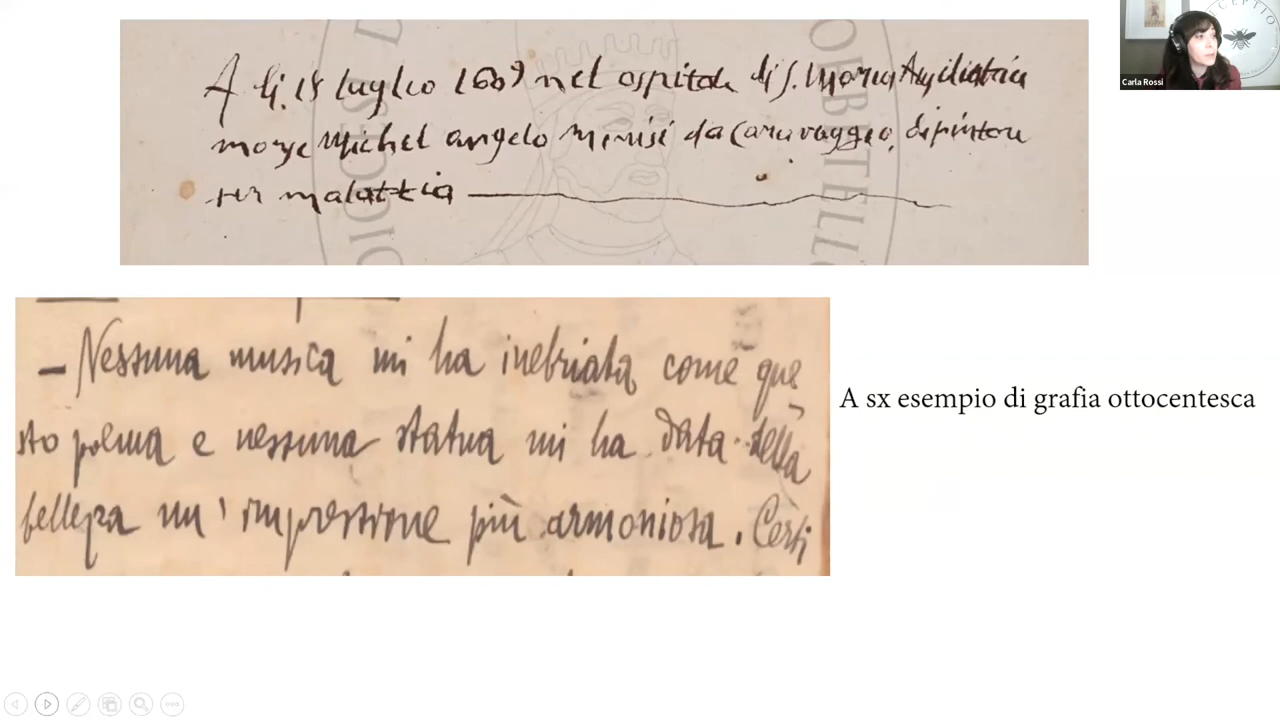 A di. 18 luglio 1609 nel ospitale di S. Maria Ausiliatrice
morse Michel angelo Merisi da Caravaggio, dipintore
per malattia
– Nessuna musica mi ha inebriata come que
sto poema e nessuna statua mi ha data della
bellezza un' impressione più armoniosa. Certi
A sx esempio di grafia ottocentesca
Carla Rossi